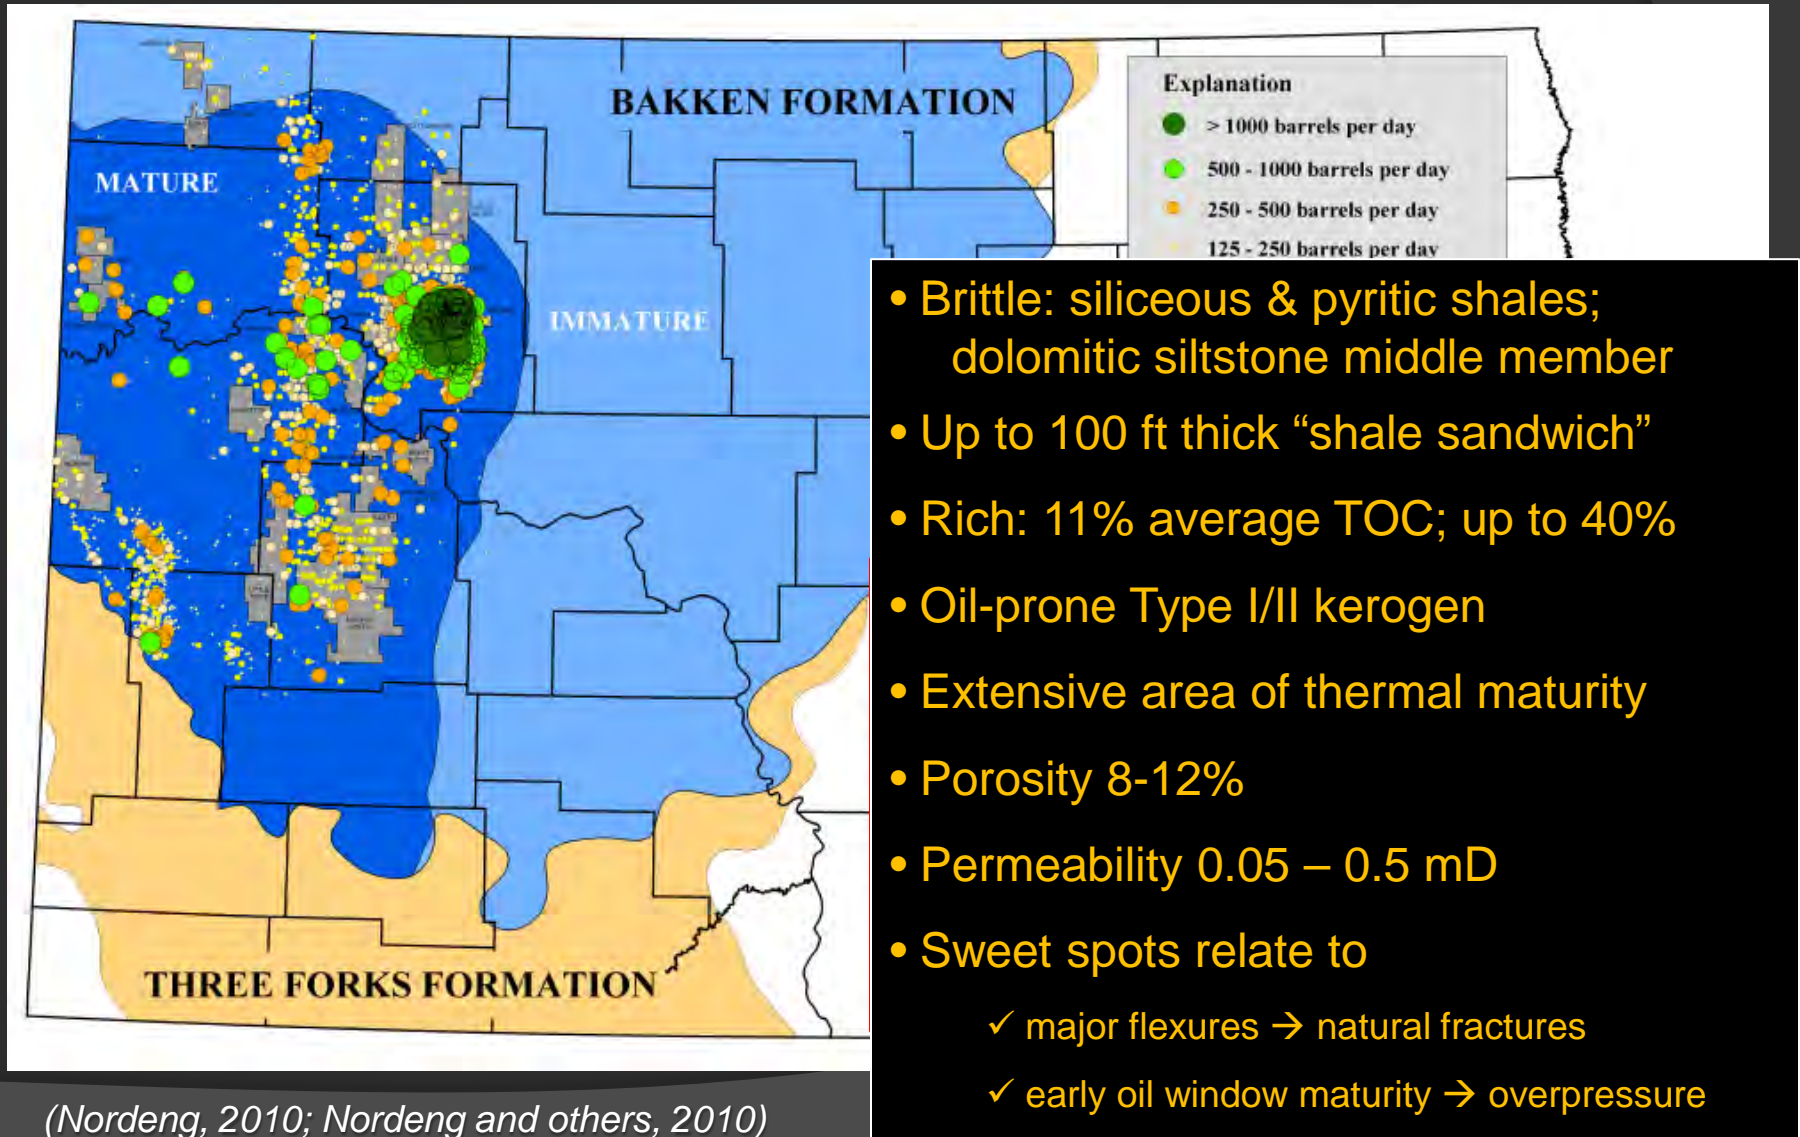 BAKKEN FORMATION
MATURE
IMMATURE
THREE FORKS FORMATION
Explanation
> 1000 barrels per day
500 - 1000 barrels per day
250 - 500 barrels per day
125 - 250 barrels per day
• Brittle: siliceous & pyritic shales;
dolomitic siltstone middle member
• Up to 100 ft thick “shale sandwich”
• Rich: 11% average TOC; up to 40%
• Oil-prone Type I/II kerogen
• Extensive area of thermal maturity
• Porosity 8-12%
• Permeability 0.05 – 0.5 mD
• Sweet spots relate to
✓ major flexures → natural fractures
✓ early oil window maturity → overpressure
(Nordeng, 2010; Nordeng and others, 2010)